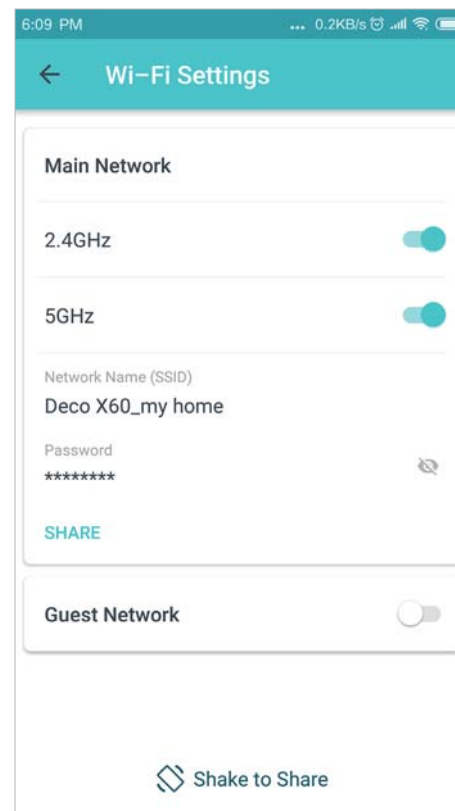 6:09 PM ... 0.2KB/s
Wi-Fi Settings
Main Network
2.4GHz
5GHz
Network Name (SSID)
Deco X60_my home
Password
********
SHARE
Guest Network
Shake to Share